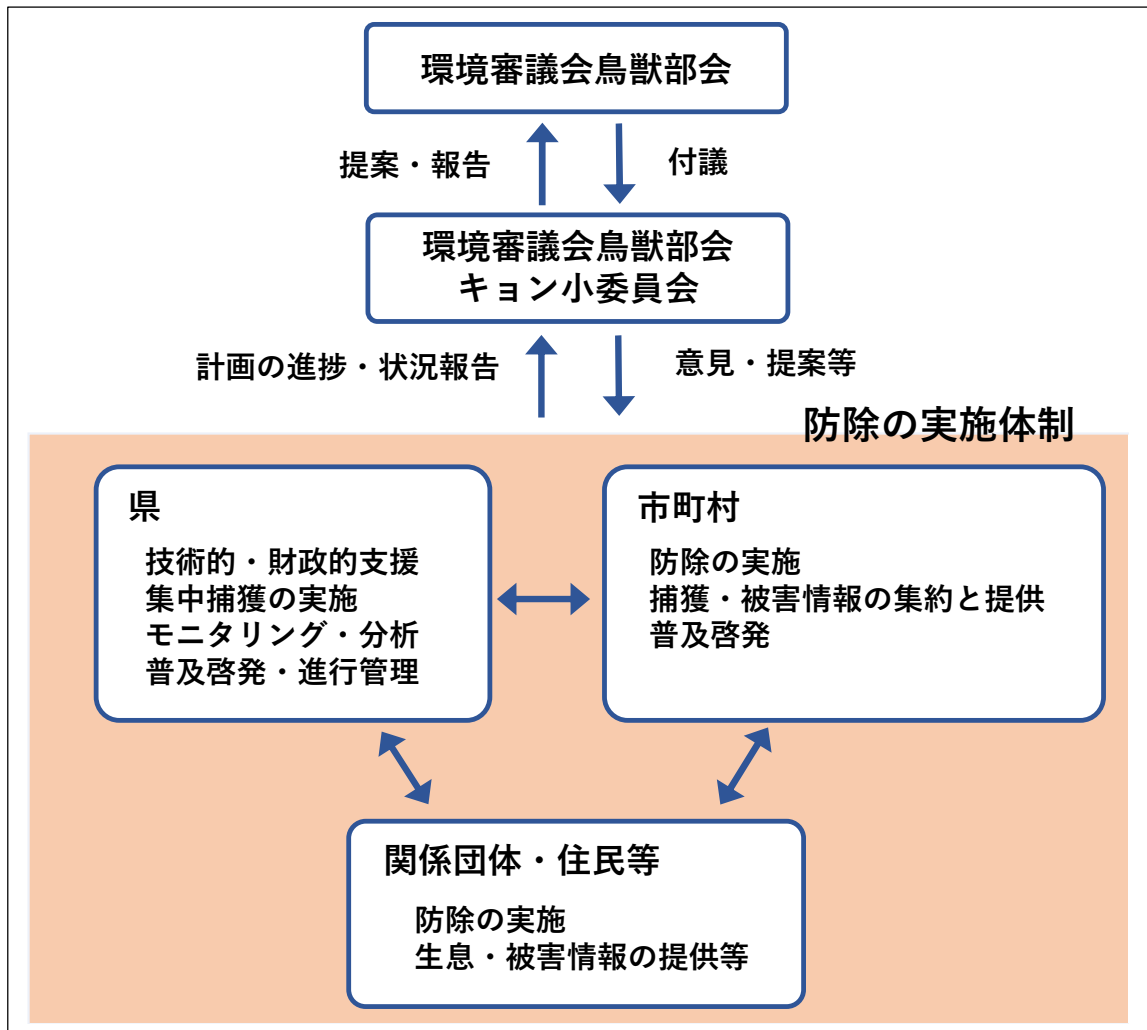 環境審議会鳥獣部会
提案・報告
付議
環境審議会鳥獣部会
キョン小委員会
計画の進捗・状況報告
意見・提案等
防除の実施体制
県
技術的・財政的支援
集中捕獲の実施
モニタリング・分析
普及啓発・進行管理
市町村
防除の実施
捕獲・被害情報の集約と提供
普及啓発
関係団体・住民等
防除の実施
生息・被害情報の提供等